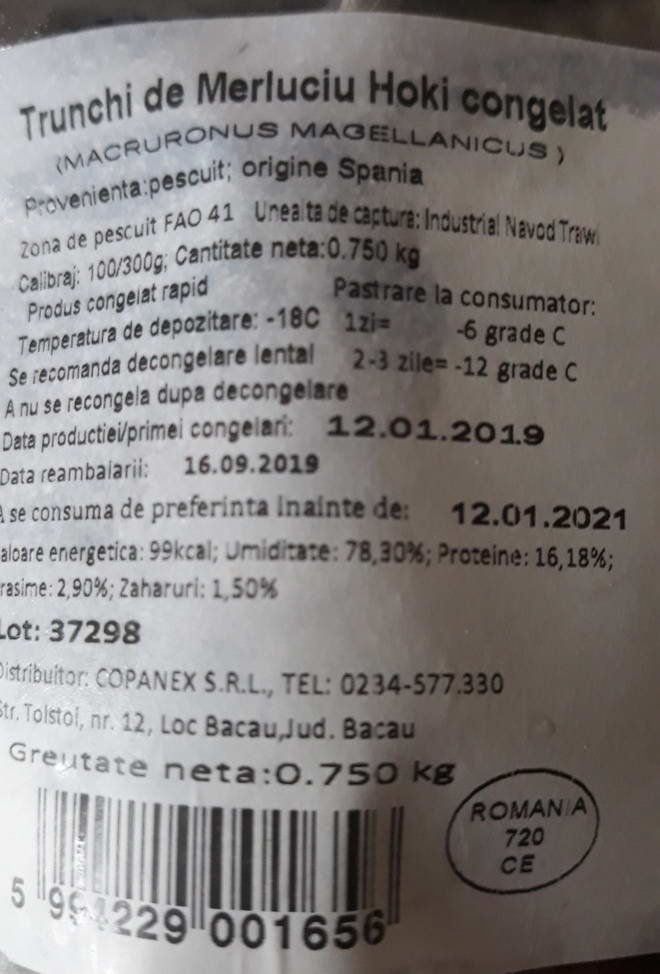 Trunchi de Merluciu Hoki congelat
(MACRURONUS MAGELLANICUS)
Provenienta:pescuit; origine Spania
Zona de pescuit FAO 41 Unealta de captura: Industrial Navod Trawl
Calibraj: 100/300g; Cantitate neta:0.750 kg
Produs congelat rapid
Pastrare la consumator:
Temperatura de depozitare: -18C 1zi= -6 grade C
Se recomanda decongelare lental 2-3 zile= -12 grade C
A nu se recongela dupa decongelare
Data productiei/primei congelari: 12.01.2019
Data reambalarii: 16.09.2019
A se consuma de preferinta inainte de: 12.01.2021
aloare energetica: 99kcal; Umiditate: 78,30%; Proteine: 16,18%;
rasime: 2,90%; Zaharuri: 1,50%
Lot: 37298
Distribuitor: COPANEX S.R.L., TEL: 0234-577.330
Str. Tolstoi, nr. 12, Loc Bacau,Jud. Bacau
Greutate neta:0.750 kg
ROMANIA
720
CE
5 994229 001656